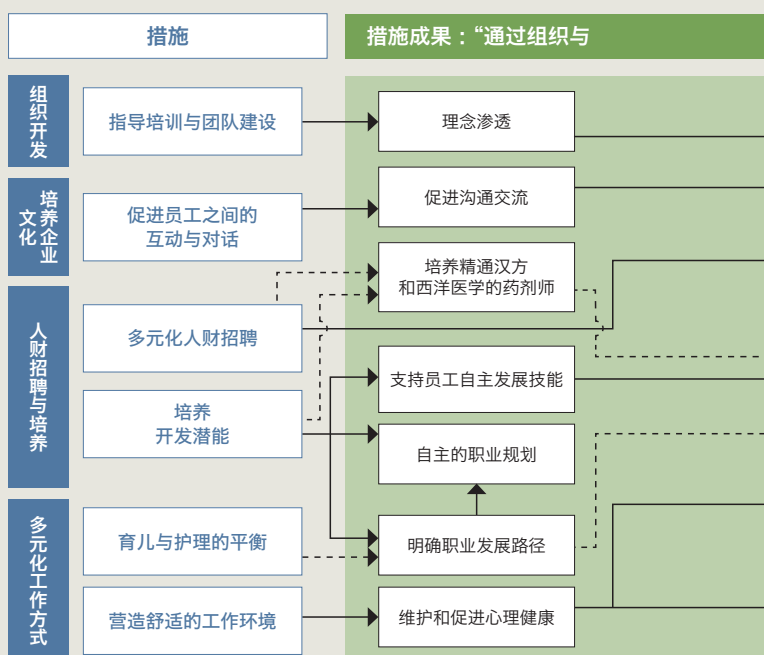 措施
措施成果：“通过组织与
组织开发
指导培训与团队建设
理念渗透
培养企业
文化
促进员工之间的
互动与对话
促进沟通交流
培养精通汉方
和西洋医学的药剂师
人财招聘与培养
多元化人财招聘
支持员工自主发展技能
培养
开发潜能
自主的职业规划
多元化工作方式
育儿与护理的平衡
明确职业发展路径
营造舒适的工作环境
维护和促进心理健康